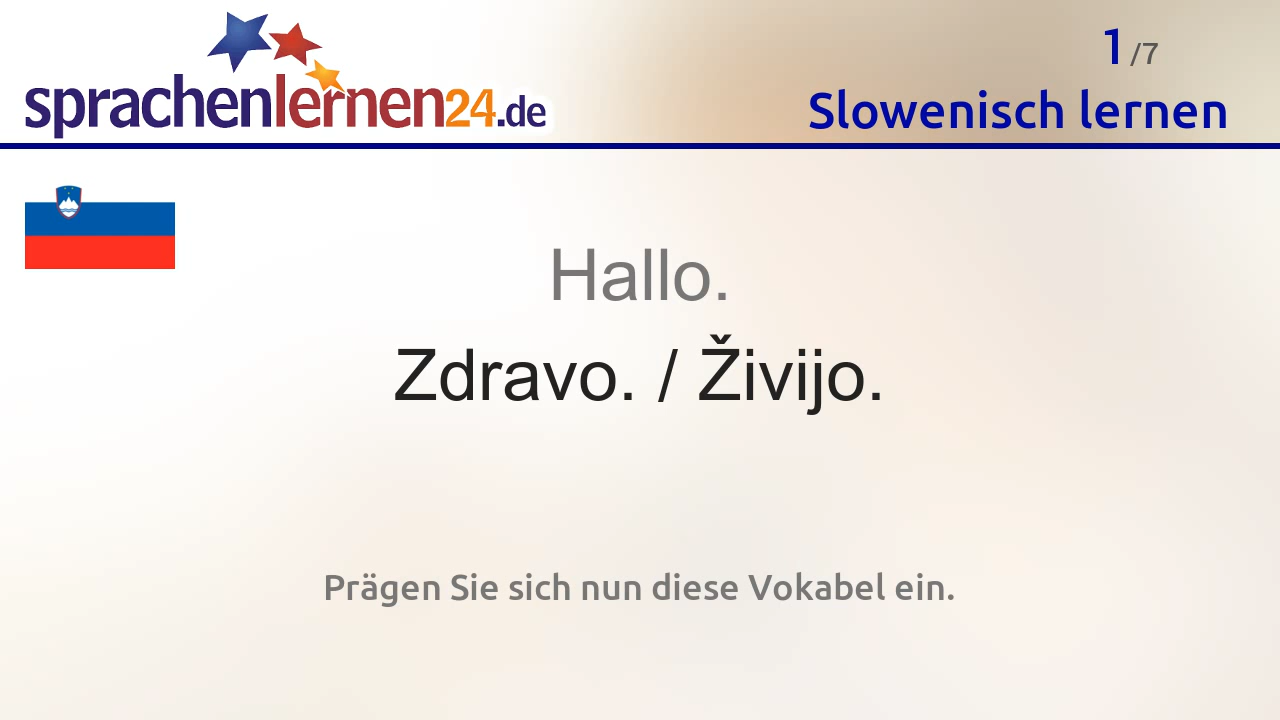 sprachenlernen24.de
1/7
Slowenisch lernen
Hallo.
Zdravo. / Živijo.
Prägen Sie sich nun diese Vokabel ein.